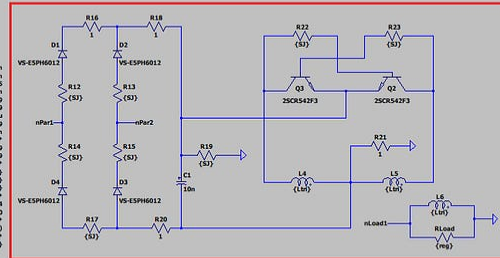 R16
1
R18
1
R22
{SJ}
R23
{SJ}
D1
D2
VS-E5PH6012
VS-E5PH6012
Q3
Q2
2SCR542F3
2SCR542F3
R12
{SJ}
R13
{SJ}
nPar1
nPar2
R14
{SJ}
R15
{SJ}
R19
{SJ}
R21
1
C1
10n
D4
D3
VS-E5PH6012
VS-E5PH6012
L4
{Ltrl}
L5
{Ltrl}
L6
{Ltrl}
R17
{SJ}
R20
1
nLoad1
RLoad
{reg}